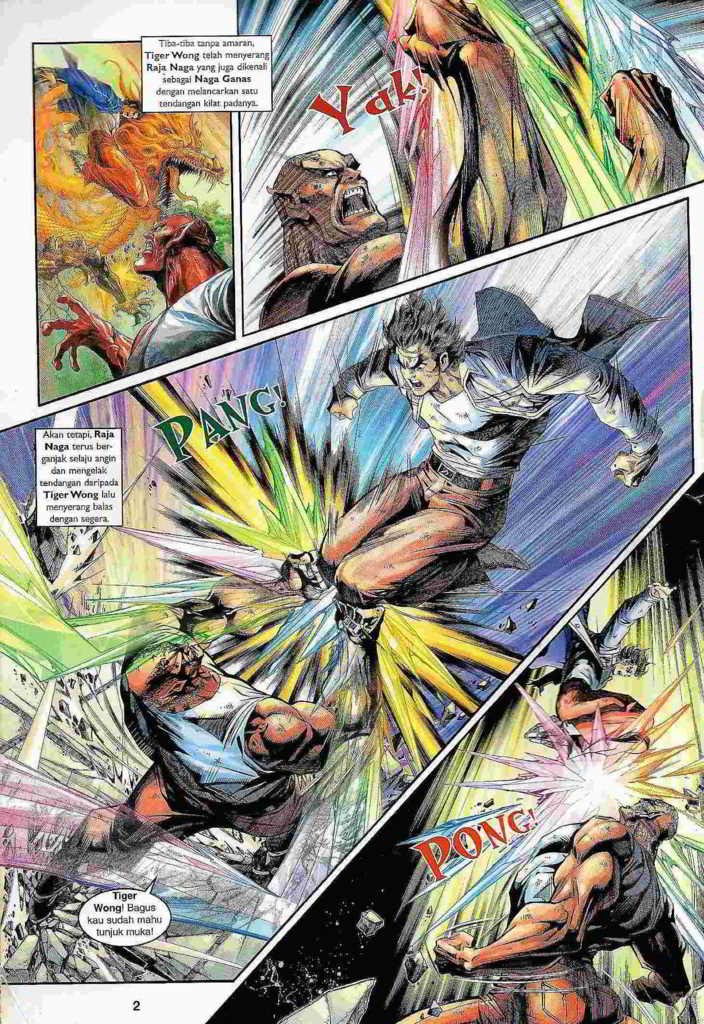 Tiba-tiba tanpa amaran,
Tiger Wong telah menyerang
Raja Naga yang juga dikenali
sebagai Naga Ganas
dengan melancarkan satu
tendangan kilat padanya.
Yak!
PANG!
Akan tetapi, Raja
Naga terus ber-
ganjak selaju angin
dan mengelak
tendangan daripada
Tiger Wong lalu
menyerang balas
dengan segera.
PONG!
Tiger
Wong! Bagus
kau sudah mahu
tunjuk muka!
2